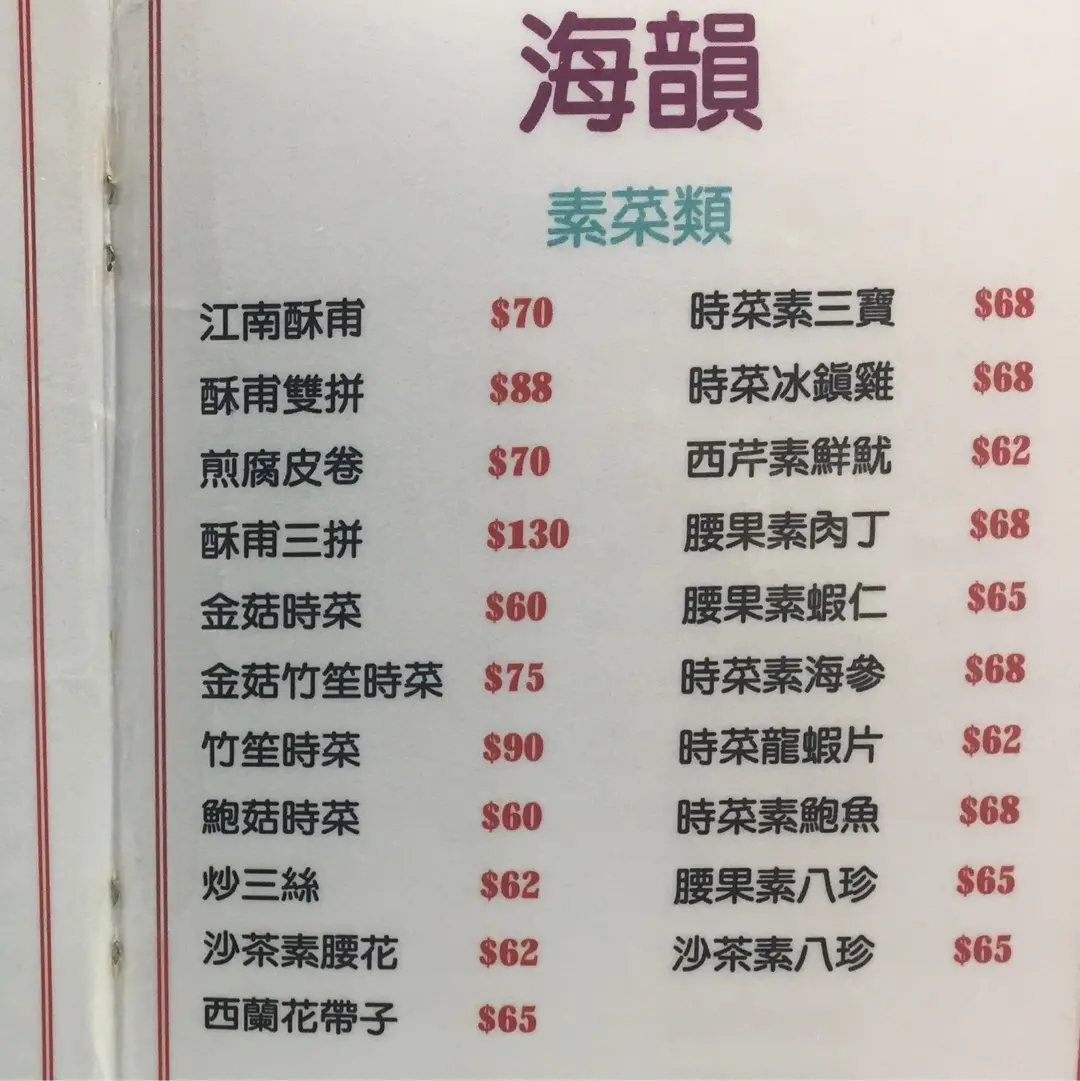 海韻
素菜類
江南酥甫 $70
酥甫雙拼 $88
煎腐皮卷 $70
酥甫三拼 $130
金菇時菜 $60
金菇竹笙時菜 $75
竹笙時菜 $90
鮑菇時菜 $60
炒三絲 $62
沙茶素腰花 $62
西蘭花帶子 $65
時菜素三寶 $68
時菜冰鎮雞 $68
西芹素鮮魷 $62
腰果素肉丁 $68
腰果素蝦仁 $65
時菜素海參 $68
時菜龍蝦片 $62
時菜素鮑魚 $68
腰果素八珍 $65
沙茶素八珍 $65